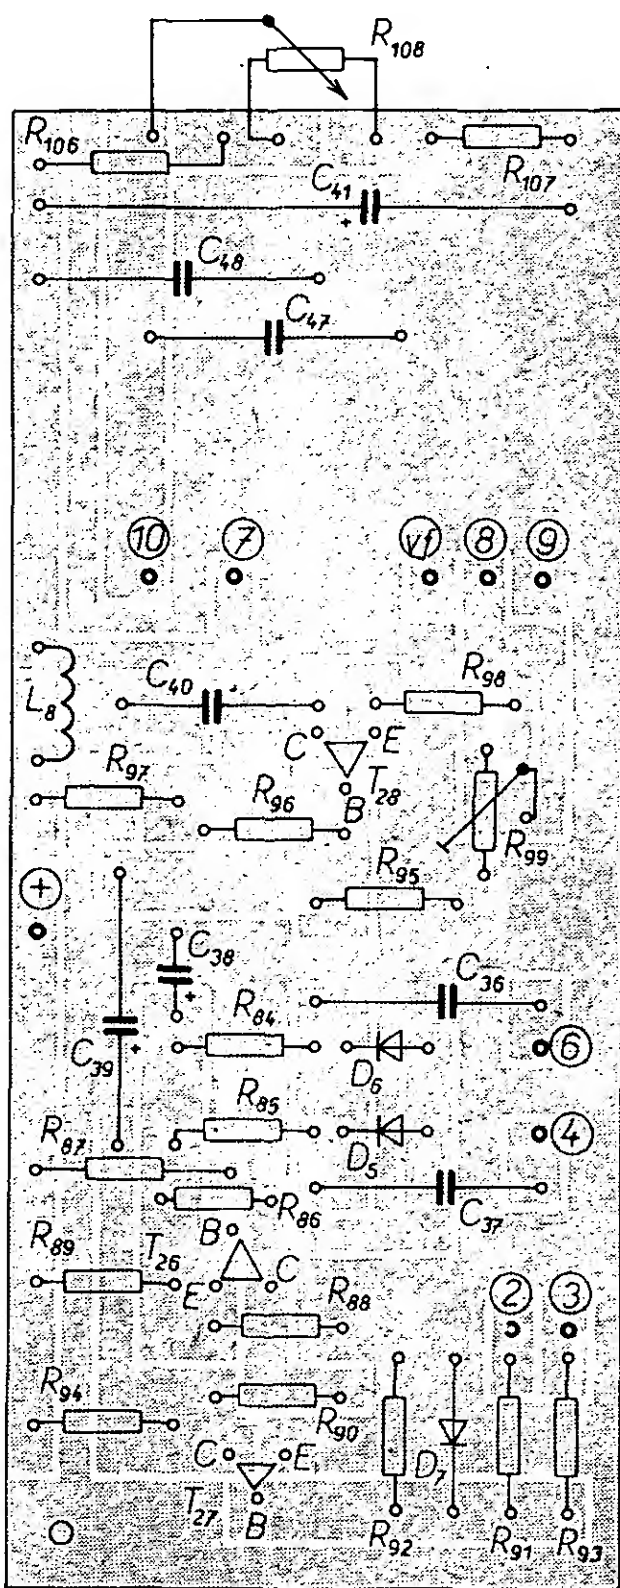 R108
R106
R107
C41
+
C48
C47
10 7 vf 8 9
L8
C40
R98
C E
T28
B
R97
R96
R99
R95
+
C38
+
C36
C39
+
R84
D6
6
R85
D5
4
R87
R86
C37
B
R89
T26
E C
R88
2 3
R94
R90
C E
T27
B
D7
R92 R91 R93